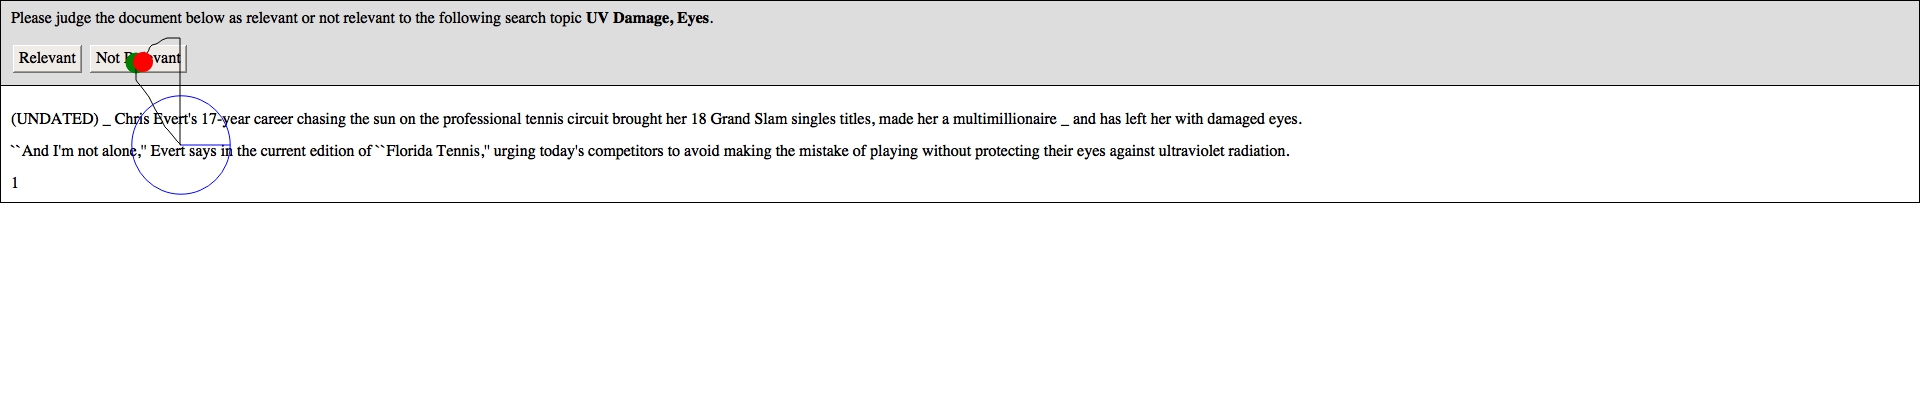 Please judge the document below as relevant or not relevant to the following search topic UV Damage, Eyes.
Relevant Not
(UNDATED) _ Chris Evert's 17-year career chasing the sun on the professional tennis circuit brought her 18 Grand Slam singles titles, made her a multimillionaire _ and has left her with damaged eyes.
``And I'm not alone,'' Evert says in the current edition of ``Florida Tennis,'' urging today's competitors to avoid making the mistake of playing without protecting their eyes against ultraviolet radiation.
1